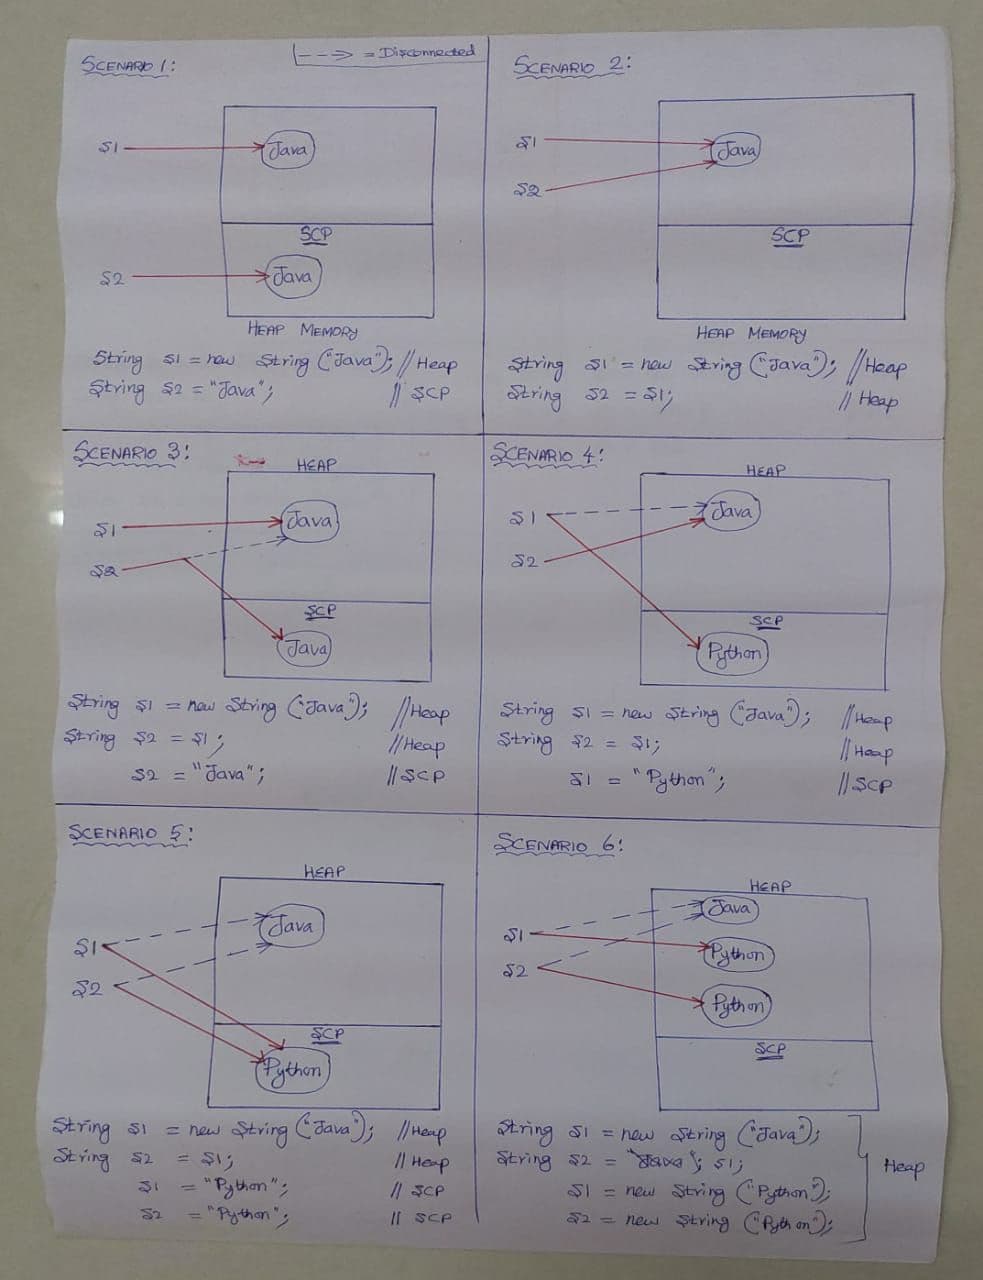 SCENARIO 1:
---> = Disconnected
S1
Java
SCP
S2
Java
HEAP MEMORY
String S1 = new String ("Java"); //Heap
String S2 = "Java"; // SCP
SCENARIO 2:
S1
Java
S2
SCP
HEAP MEMORY
String S1 = new String ("Java"); //Heap
String S2 = S1; // Heap
SCENARIO 3:
HEAP
S1
Java
S2
SCP
Java
String S1 = new String ("Java"); //Heap
String S2 = S1; //Heap
S2 = "Java"; //SCP
SCENARIO 4:
HEAP
S1
Java
S2
SCP
Python
String S1 = new String ("Java"); //Heap
String S2 = S1; //Heap
S1 = "Python"; //SCP
SCENARIO 5:
HEAP
Java
S1
S2
SCP
Python
String S1 = new String ("Java"); //Heap
String S2 = S1; //Heap
S1 = "Python"; // SCP
S2 = "Python"; // SCP
SCENARIO 6:
HEAP
Java
S1
Python
S2
Python
SCP
String S1 = new String ("Java");
String S2 = "Java"; S1;
S1 = new String ("Python");
S2 = new String ("Python");
Heap